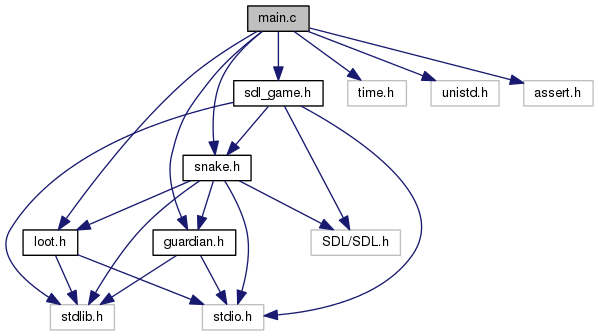 main.c
sdl_game.h
time.h
unistd.h
assert.h
snake.h
loot.h
guardian.h
SDL/SDL.h
stdlib.h
stdio.h